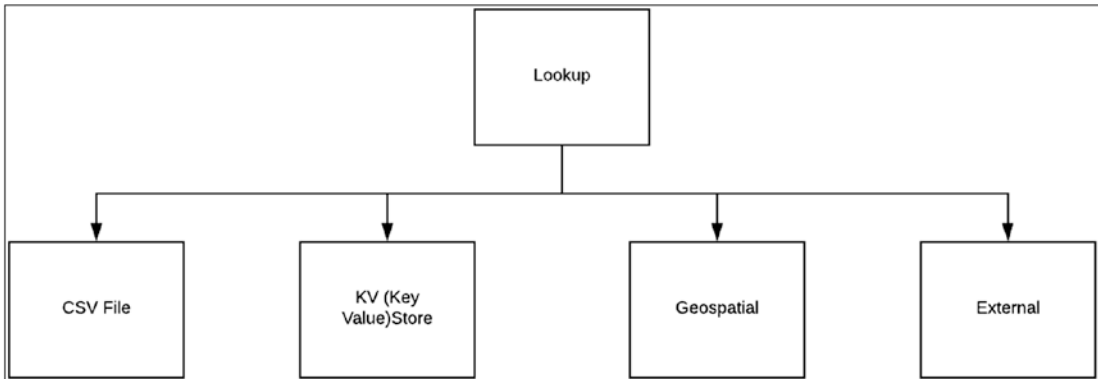 Lookup
CSV File
KV (Key
Value)Store
Geospatial
External